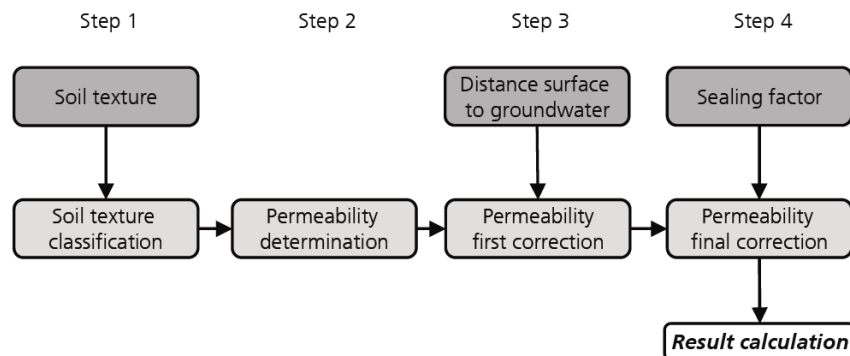 Step 1
Step 2
Step 3
Step 4
Soil texture
Distance surface
to groundwater
Sealing factor
Soil texture
classification
Permeability
determination
Permeability
first correction
Permeability
final correction
Result calculation